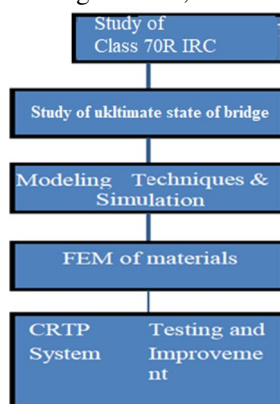 Study of
Class 70R IRC
Study of ukltimate state of bridge
Modeling Techniques &
Simulation
FEM of materials
CRTP Testing and
System Improveme
nt